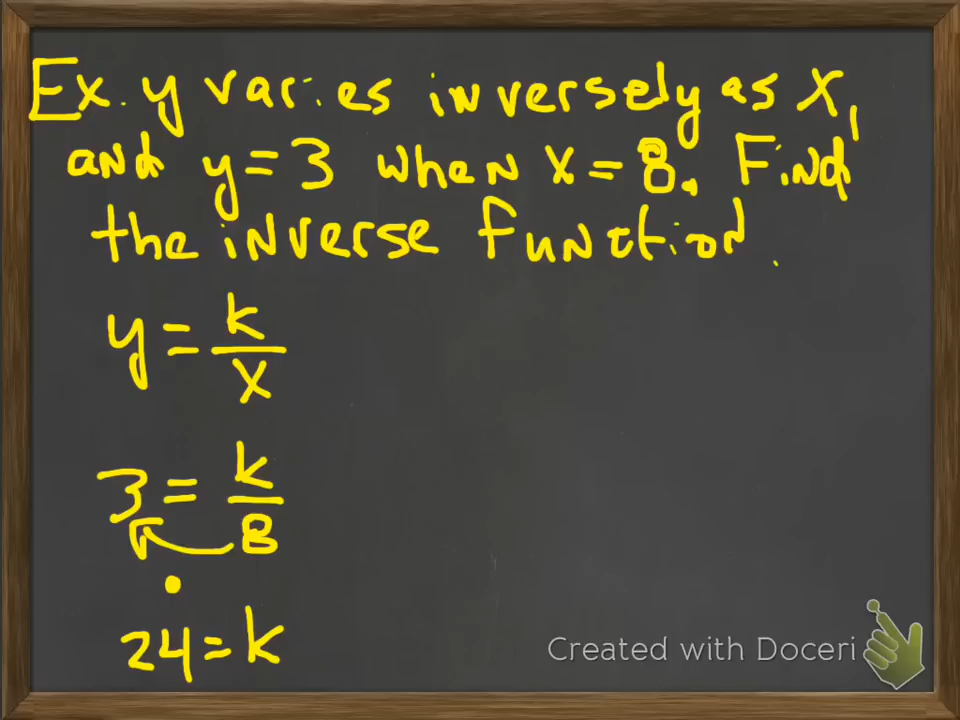 Ex. y varies inversely as x,
and y = 3 when x = 8. Find
the inverse function.
y = k/x
3 = k/8
·
24 = k
Created with Doceri